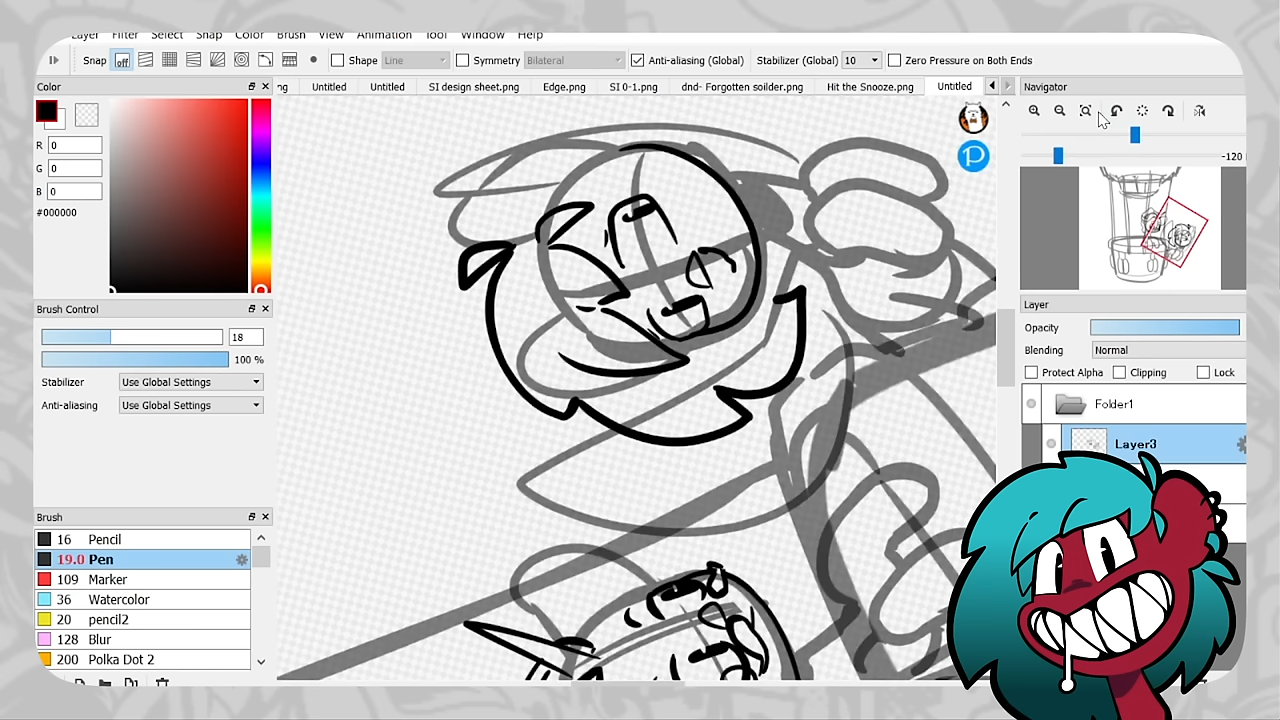 Layer Filter Select Snap Color Brush View Animation Tool Window Help
Snap off Shape Line Symmetry Bilateral Anti-aliasing (Global) Stabilizer (Global) 10 Zero Pressure on Both Ends
Color
ng Untitled Untitled SI design sheet.png Edge.png SI 0-1.png dnd- Forgotten soilder.png Hit the Snooze.png Untitled
Navigator
R 0
G 0
B 0
#000000
-120
Brush Control
18
100 %
Stabilizer Use Global Settings
Anti-aliasing Use Global Settings
Layer
Opacity
Blending Normal
Protect Alpha Clipping Lock
Folder1
Layer3
Brush
16 Pencil
19.0 Pen
109 Marker
36 Watercolor
20 pencil2
128 Blur
200 Polka Dot 2